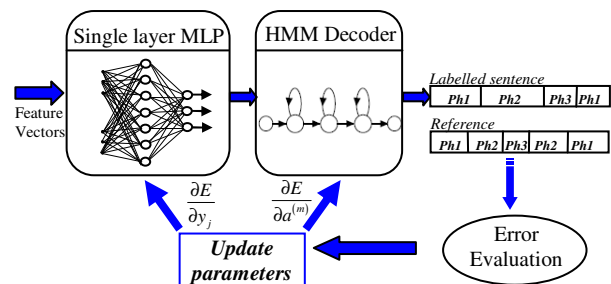 Single layer MLP
HMM Decoder
Feature
Vectors
Labelled sentence
Ph1 Ph2 Ph3 Ph1
Reference
Ph1 Ph2 Ph3 Ph2 Ph1
∂E
∂y_j
∂E
∂a^{(m)}
Update
parameters
Error
Evaluation